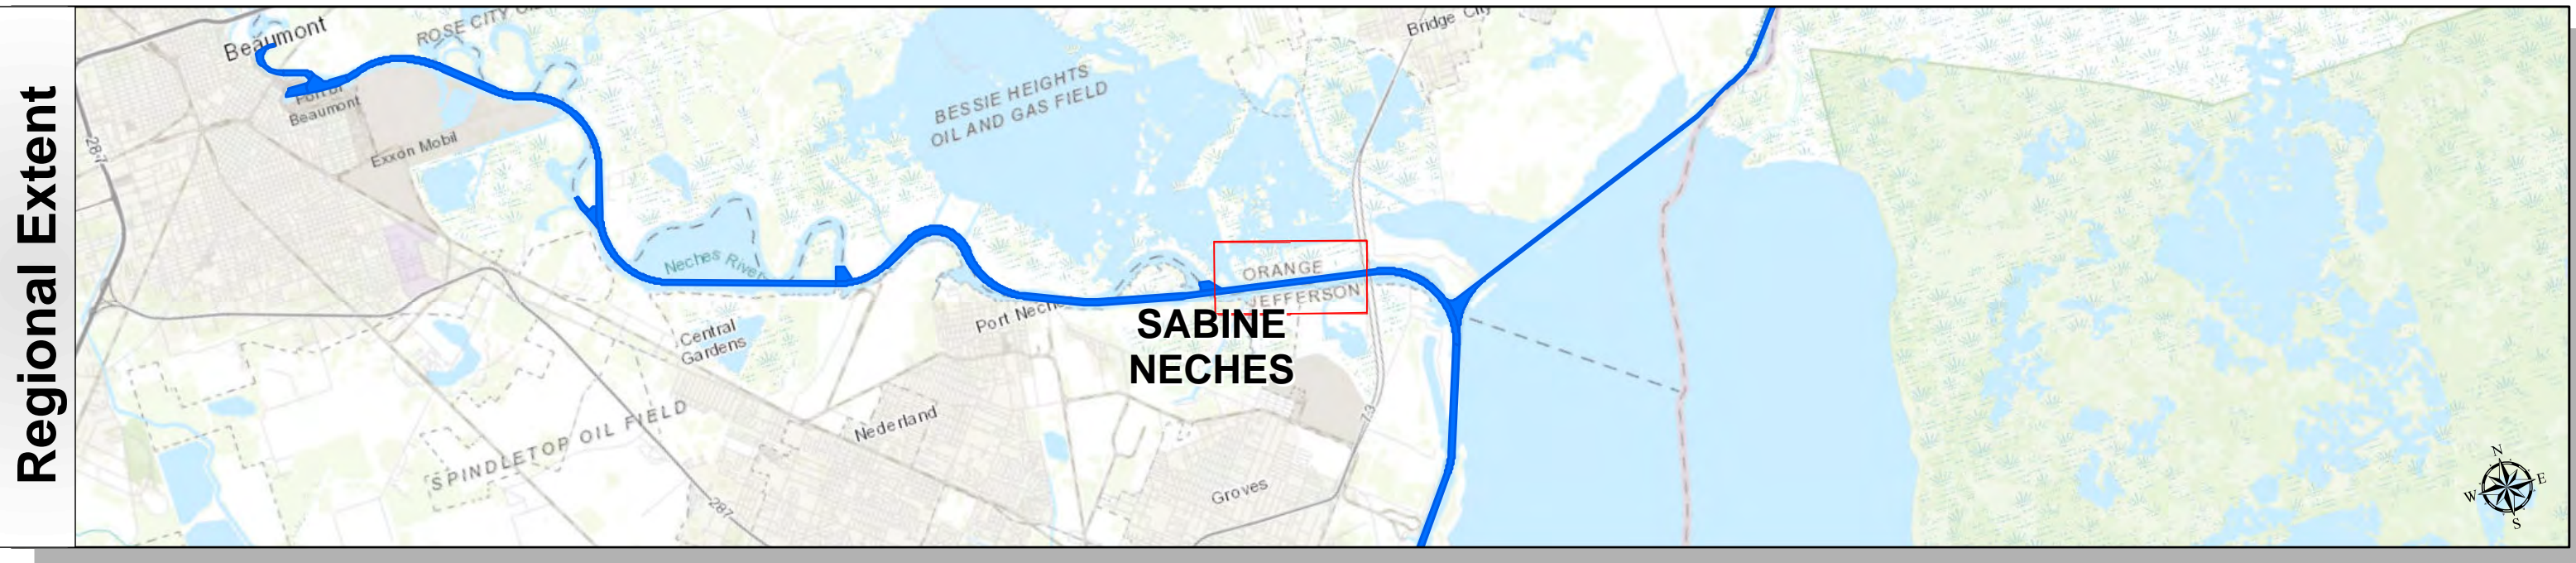 Regional Extent
Beaumont
ROSE CITY
Bridge City
Port of
Beaumont
Exxon Mobil
BESSIE HEIGHTS
OIL AND GAS FIELD
287
Neches River
ORANGE
JEFFERSON
Port Neches
SABINE
NECHES
Central
Gardens
73
Nederland
SPINDLETOP OIL FIELD
Groves
287
N
W
E
S